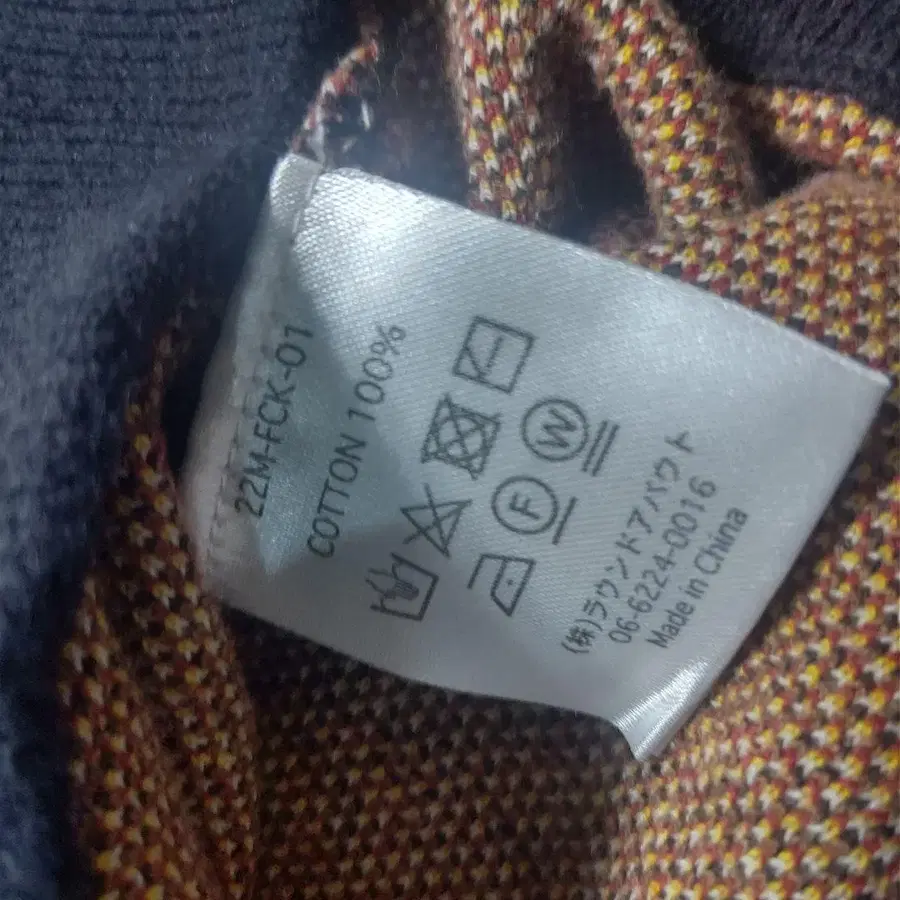 22M-FCK-01
COTTON 100%
F
W
(株)ラウンドアバウト
06-6224-0016
Made in China